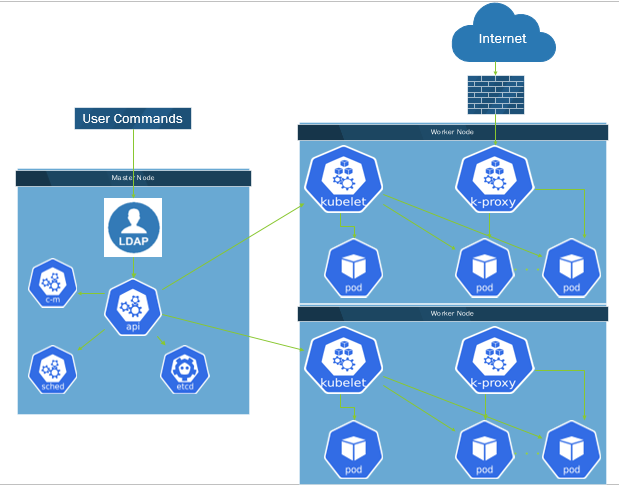 Internet
User Commands
Worker Node
Master Node
kubelet
k-proxy
LDAP
pod
pod
pod
c-m
api
Worker Node
sched
etcd
kubelet
k-proxy
pod
pod
pod